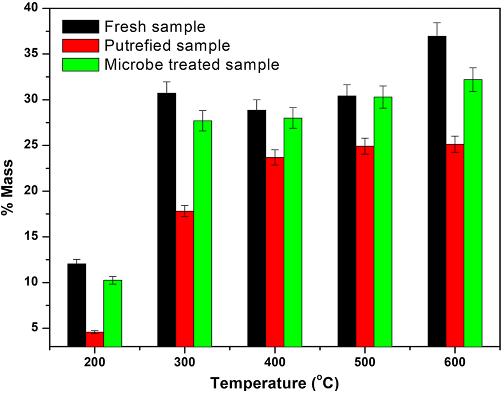 40
35
30
25
20
15
10
5
% Mass
Fresh sample
Putrefied sample
Microbe treated sample
200 300 400 500 600
Temperature (°C)